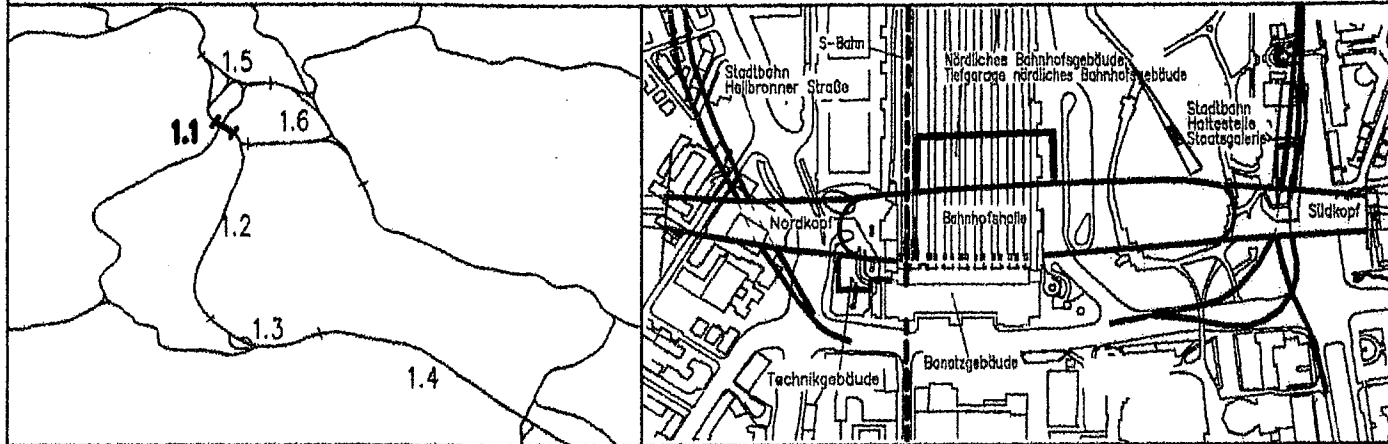 1.5
1.1
1.6
1.2
1.3
1.4
S-Bahn
Stadtbahn
Heilbronner Straße
Nördliches Bahnhofsgebäude
Tiefgarage nördliches Bahnhofsgebäude
Stadtbahn
Haltestelle
Staatsgalerie
Nordkopf
Bahnhofshalle
Südkopf
Technikgebäude
Bonatzgebäude